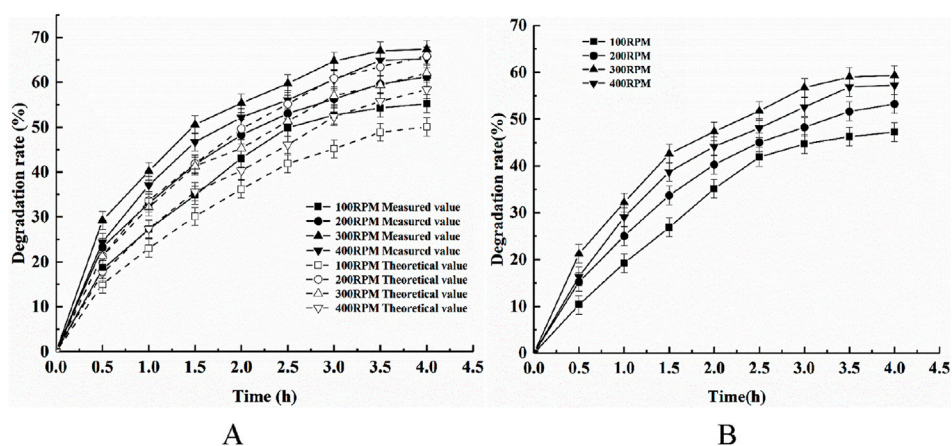 A
B
70
60
50
40
30
20
10
0
Degradation rate (%)
100RPM Measured value
200RPM Measured value
300RPM Measured value
400RPM Measured value
100RPM Theoretical value
200RPM Theoretical value
300RPM Theoretical value
400RPM Theoretical value
0.0 0.5 1.0 1.5 2.0 2.5 3.0 3.5 4.0 4.5
Time (h)
A
70
60
50
40
30
20
10
0
Degradation rate(%)
100RPM
200RPM
300RPM
400RPM
0.0 0.5 1.0 1.5 2.0 2.5 3.0 3.5 4.0 4.5
Time(h)
B